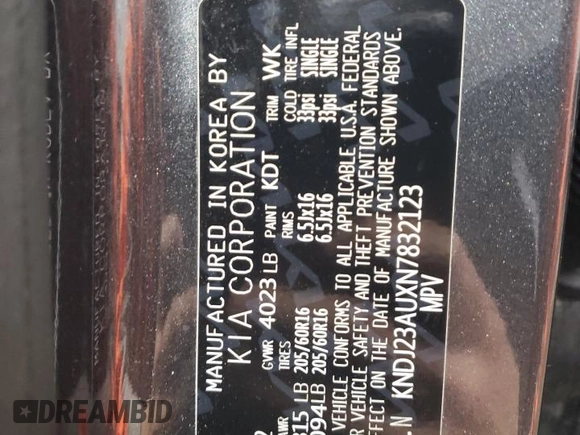 MANUFACTURED IN KOREA BY
KIA CORPORATION
GVWR 4023 LB PAINT KDT TRIM WK
TIRES RIMS COLD TIRE INFL
815 LB 205/60R16 6.5Jx16 33psi SINGLE
094LB 205/60R16 6.5Jx16 33psi SINGLE
VEHICLE CONFORMS TO ALL APPLICABLE U.S.A. FEDERAL
VEHICLE SAFETY AND THEFT PREVENTION STANDARDS
EFFECT ON THE DATE OF MANUFACTURE SHOWN ABOVE.
.N KNDJ23AUXN7832123
MPV
DREAMBID